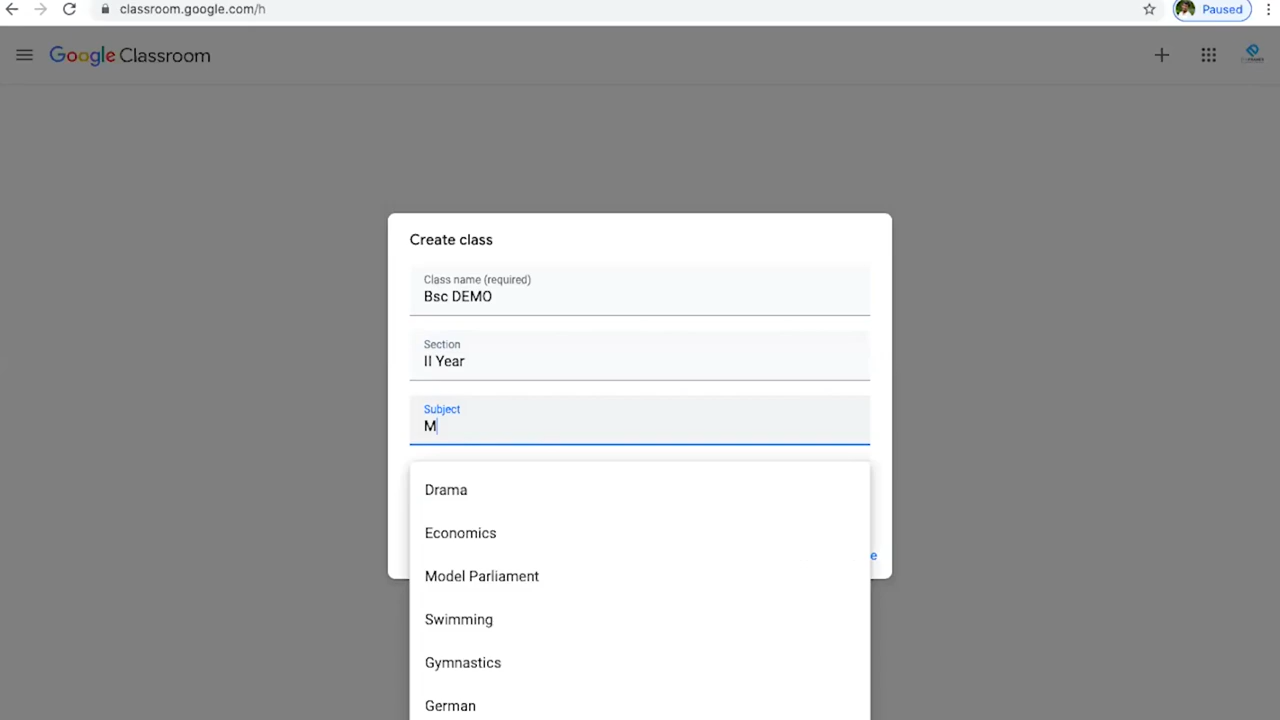 classroom.google.com/h
Paused
Google Classroom
Create class
Class name (required)
Bsc DEMO
Section
II Year
Subject
M
Drama
Economics
Model Parliament
e
Swimming
Gymnastics
German